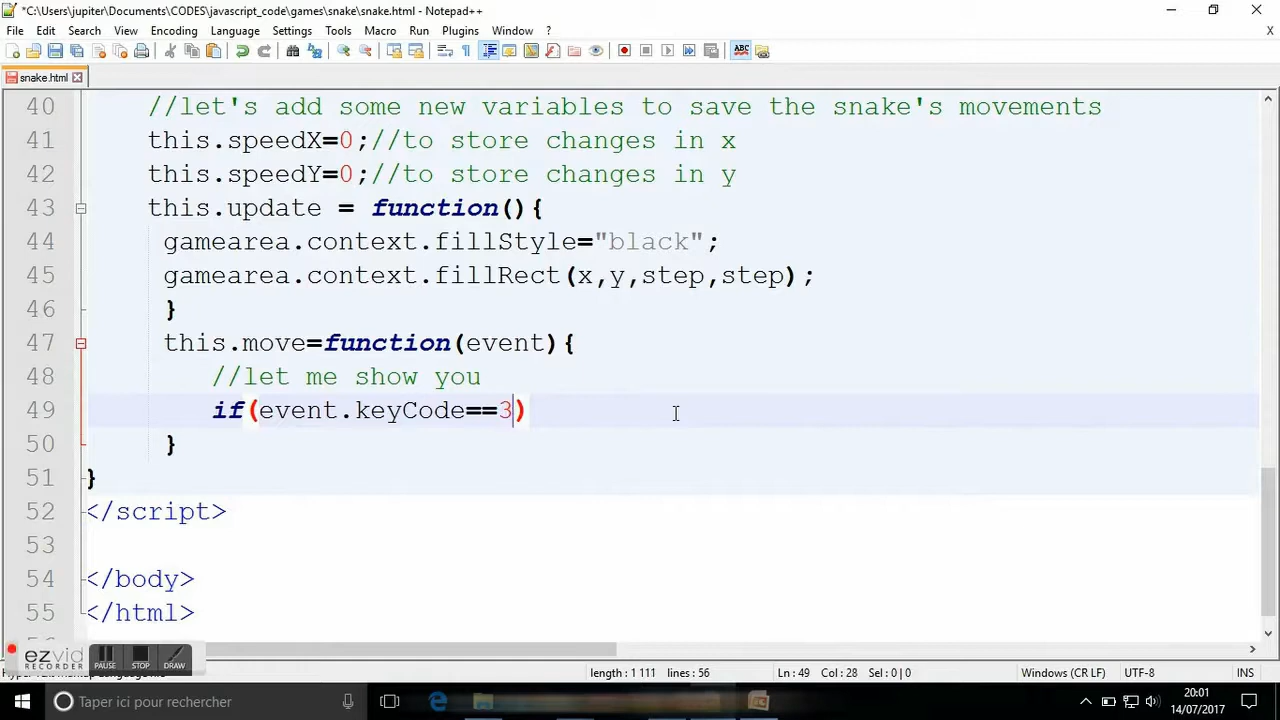 *C:\Users\jupiter\Documents\CODES\javascript_code\games\snake\snake.html - Notepad++
File Edit Search View Encoding Language Settings Tools Macro Run Plugins Window ? X
ABC
snake.html
40 //let's add some new variables to save the snake's movements
41 this.speedX=0;//to store changes in x
42 this.speedY=0;//to store changes in y
43 this.update = function(){
44 gamearea.context.fillStyle="black";
45 gamearea.context.fillRect(x,y,step,step);
46 }
47 this.move=function(event){
48 //let me show you
49 if(event.keyCode==3)
50 }
51 }
52 </script>
53
54 </body>
55 </html>
ezvid
RECORDER
PAUSE STOP DRAW
length : 1 111 lines : 56 Ln : 49 Col : 28 Sel : 0 | 0 Windows (CR LF) UTF-8 INS
Taper ici pour rechercher
20:01
14/07/2017